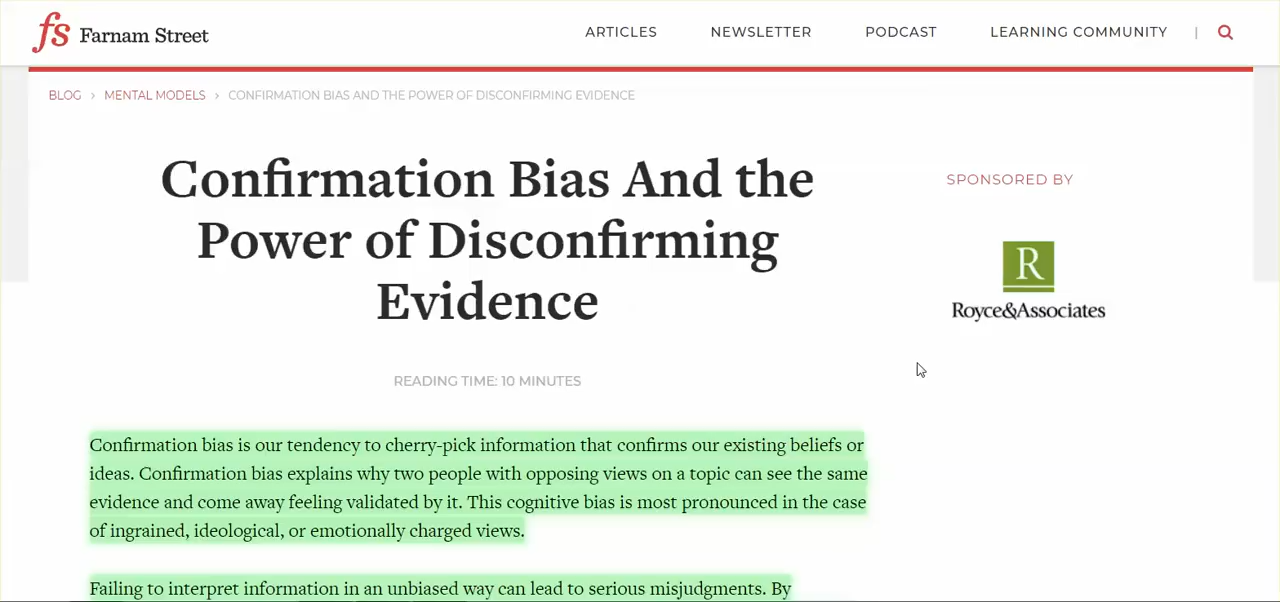 fs Farnam Street
ARTICLES NEWSLETTER PODCAST LEARNING COMMUNITY |
BLOG > MENTAL MODELS > CONFIRMATION BIAS AND THE POWER OF DISCONFIRMING EVIDENCE
Confirmation Bias And the
Power of Disconfirming
Evidence
READING TIME: 10 MINUTES
SPONSORED BY
R
Royce&Associates
Confirmation bias is our tendency to cherry-pick information that confirms our existing beliefs or
ideas. Confirmation bias explains why two people with opposing views on a topic can see the same
evidence and come away feeling validated by it. This cognitive bias is most pronounced in the case
of ingrained, ideological, or emotionally charged views.
Failing to interpret information in an unbiased way can lead to serious misjudgments. By